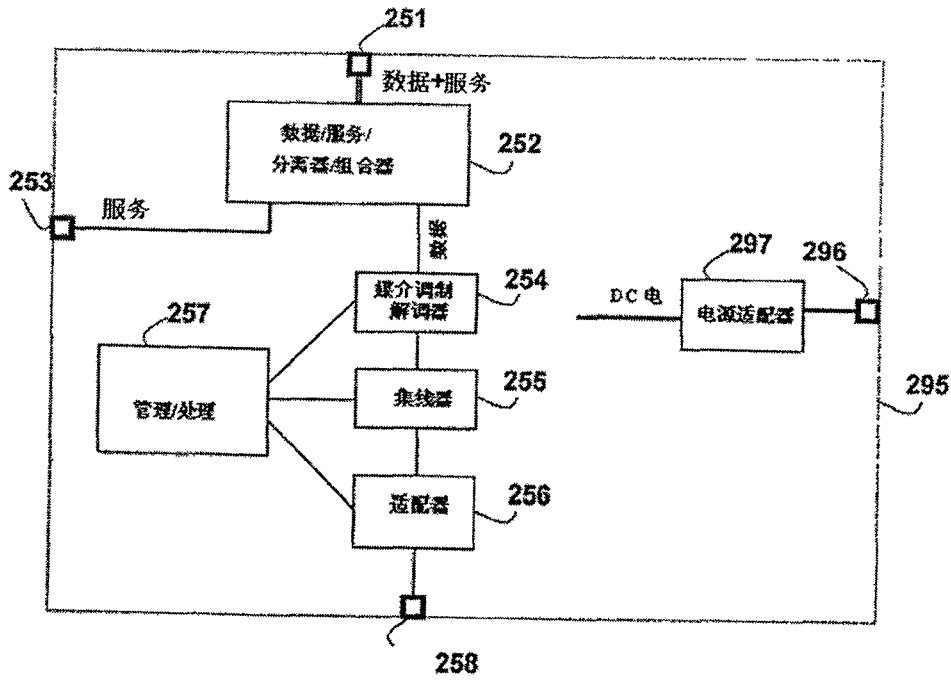 251
数据+服务
数据/服务/
分离器/组合器
252
253
服务
数据
297
296
媒介调制
解调器
254
DC 电
电源适配器
257
管理/处理
集线器
255
295
适配器
256
258